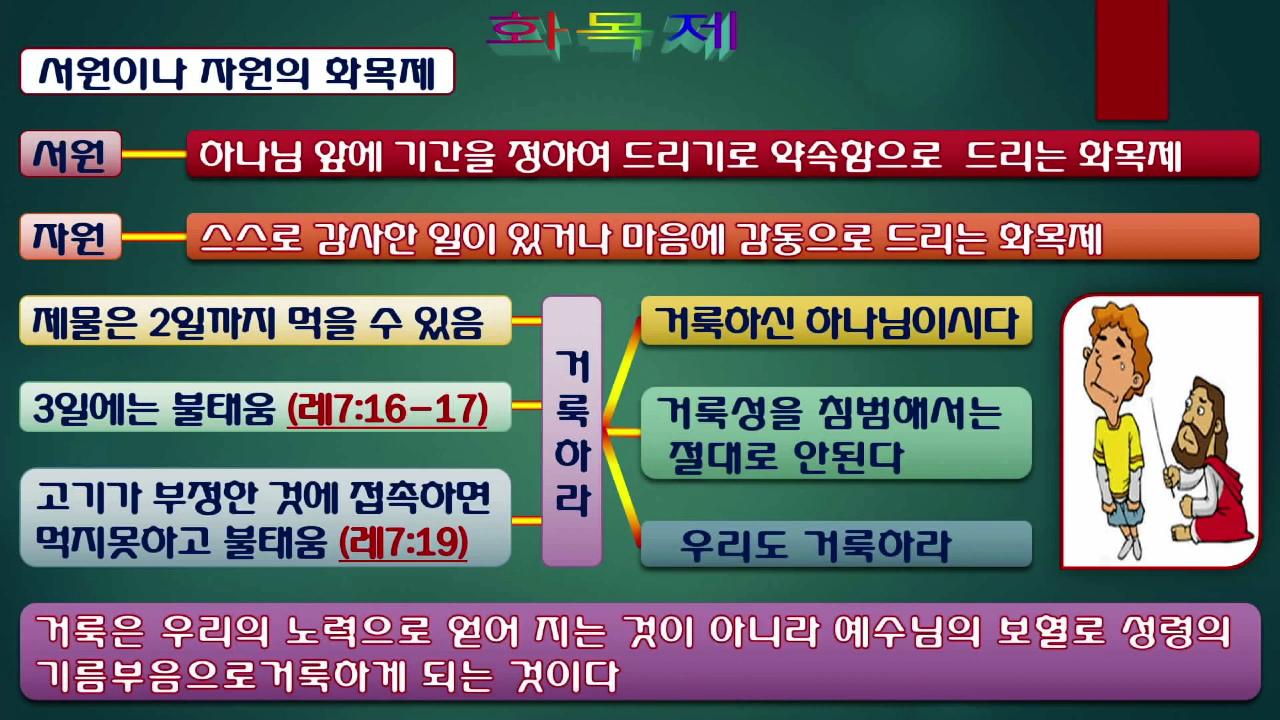 화목제
서원이나 자원의 화목제
서원
하나님 앞에 기간을 정하여 드리기로 약속함으로 드리는 화목제
자원
스스로 감사한 일이 있거나 마음에 감동으로 드리는 화목제
제물은 2일까지 먹을 수 있음
3일에는 불태움 (레7:16-17)
고기가 부정한 것에 접촉하면
먹지못하고 불태움 (레7:19)
거
룩
하
라
거룩하신 하나님이시다
거룩성을 침범해서는
절대로 안된다
우리도 거룩하라
거룩은 우리의 노력으로 얻어 지는 것이 아니라 예수님의 보혈로 성령의
기름부음으로거룩하게 되는 것이다